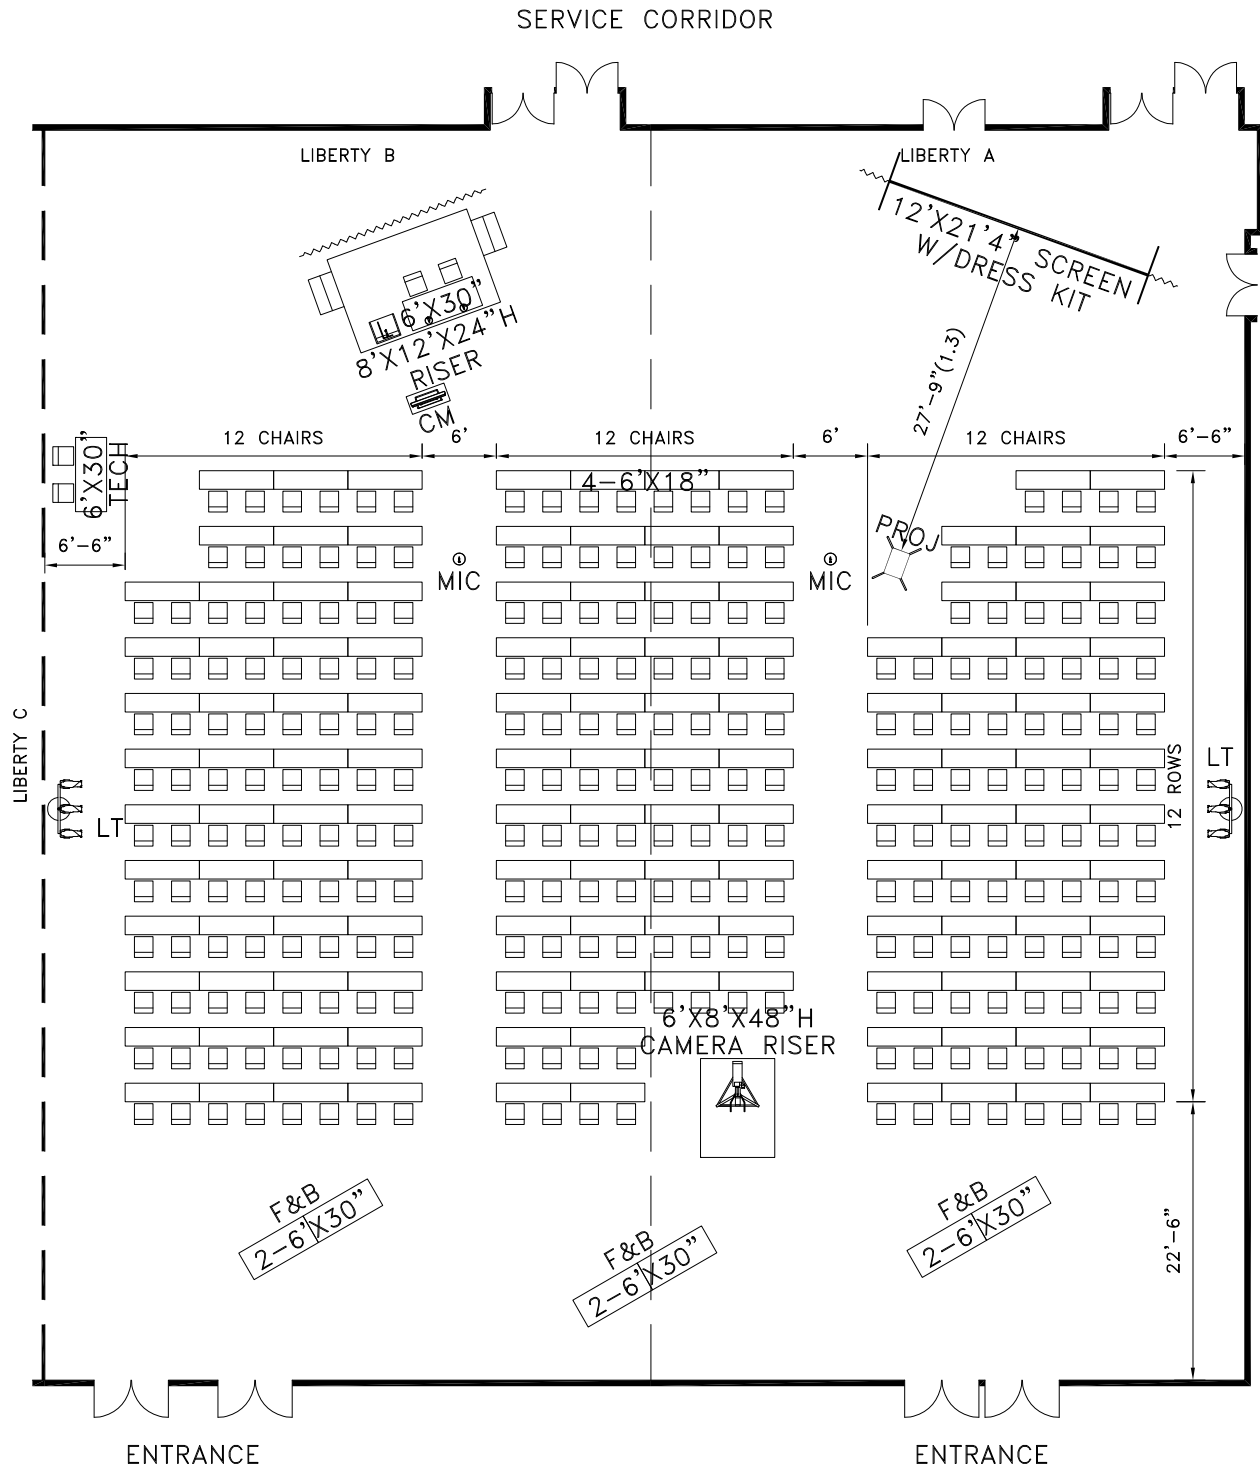 SERVICE CORRIDOR
LIBERTY B
LIBERTY A
12'X21'4" SCREEN
W/DRESS KIT
6'X30"
L
8'X12'X24"H
RISER
CM
27'-9"(1.3)
12 CHAIRS
6'
12 CHAIRS
6'
12 CHAIRS
6'-6"
6'X30"
TECH
4-6'X18"
6'-6"
PROJ
MIC
MIC
LIBERTY C
12 ROWS
LT
LT
6'X8'X48"H
CAMERA RISER
F&B
2-6'X30"
F&B
2-6'X30"
F&B
2-6'X30"
22'-6"
ENTRANCE
ENTRANCE